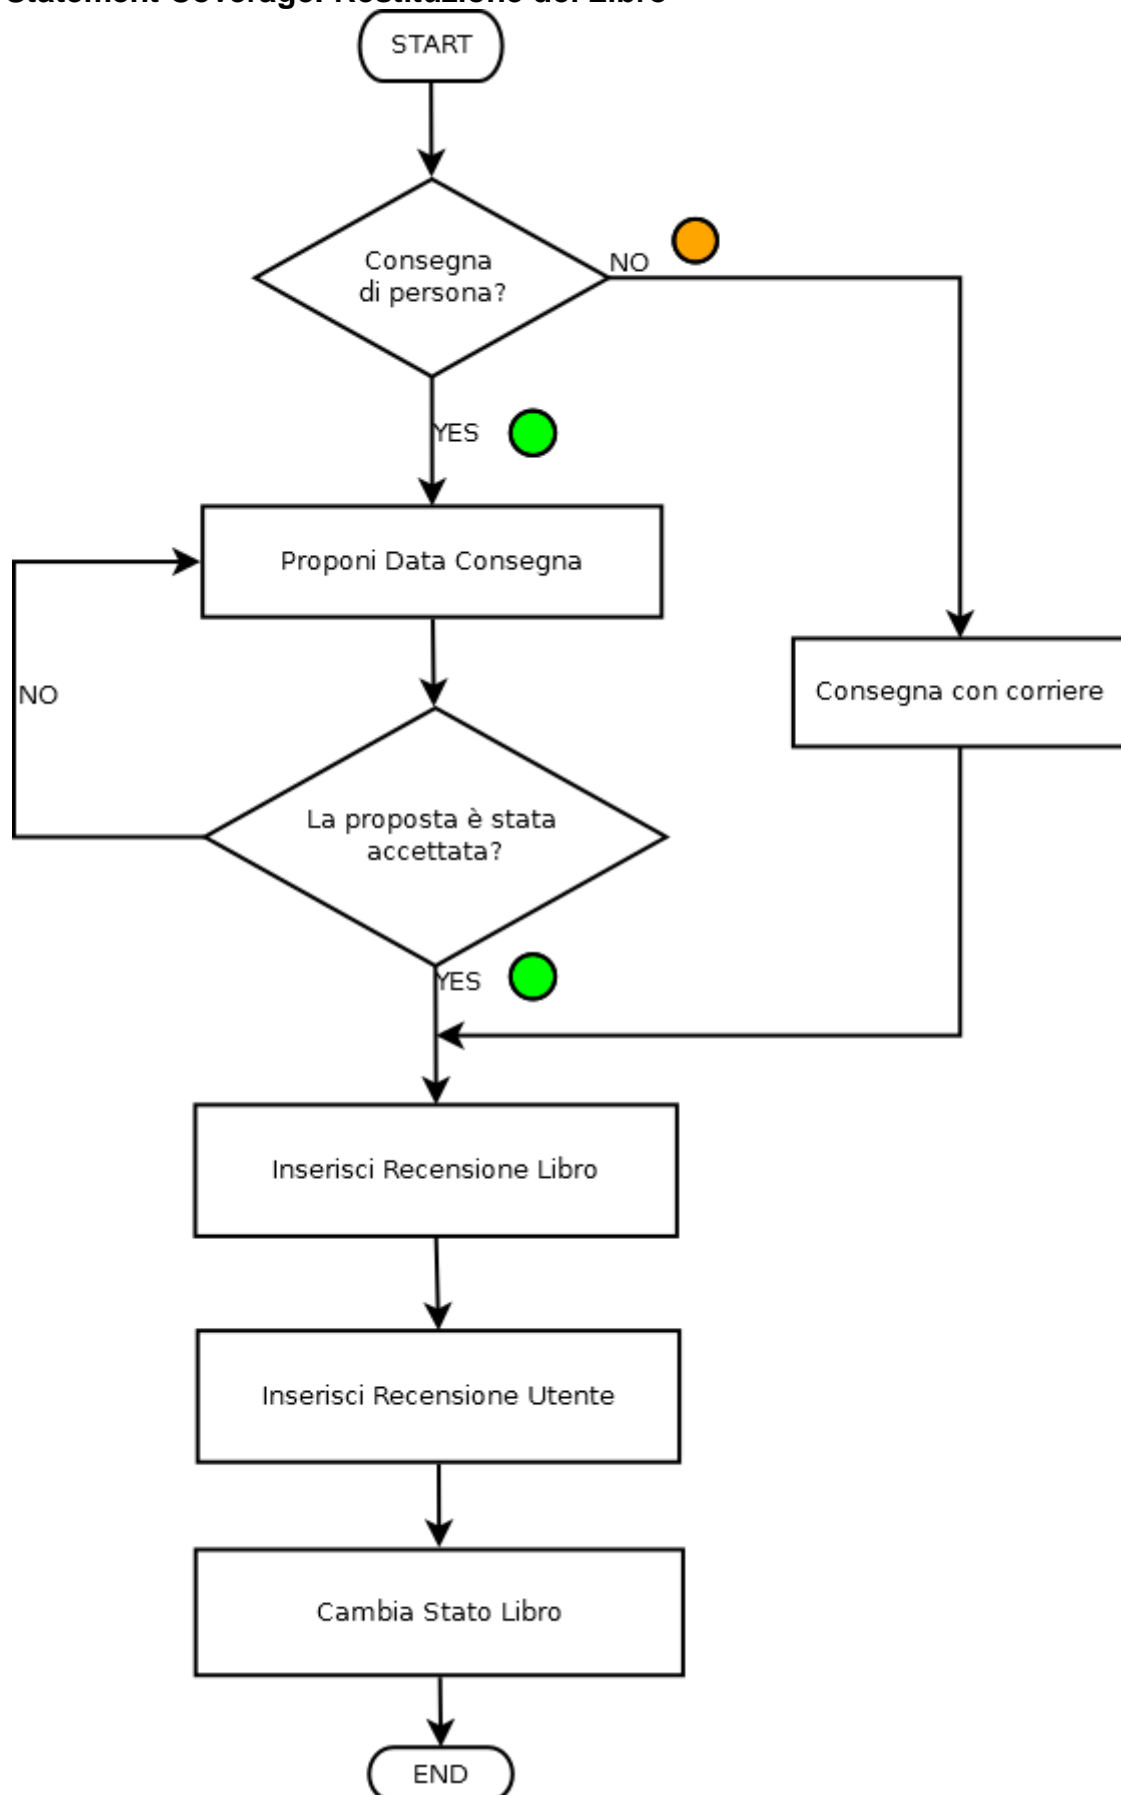 Statement Coverage: Restituzione del Libro
START
Consegna
di persona?
NO
YES
Proponi Data Consegna
NO
Consegna con corriere
La proposta è stata
accettata?
YES
Inserisci Recensione Libro
Inserisci Recensione Utente
Cambia Stato Libro
END